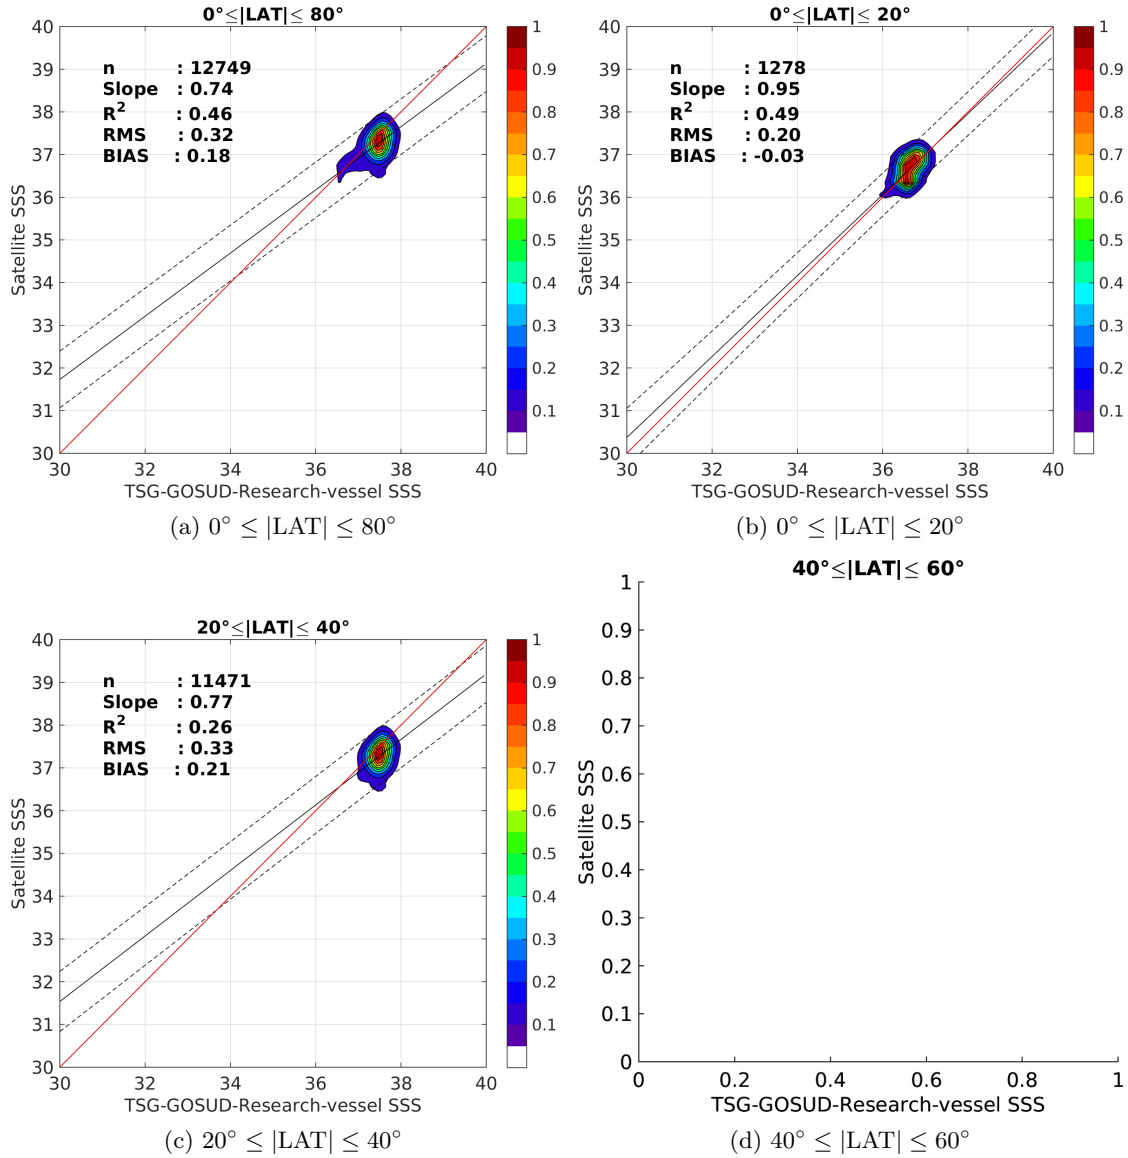 0°≤|LAT|≤ 80°
n : 12749
Slope : 0.74
R2 : 0.46
RMS : 0.32
BIAS : 0.18
40
39
38
37
36
35
34
33
32
31
30
30 32 34 36 38 40
Satellite SSS
TSG-GOSUD-Research-vessel SSS
1
0.9
0.8
0.7
0.6
0.5
0.4
0.3
0.2
0.1
(a) 0° ≤ |LAT| ≤ 80°
0°≤|LAT|≤ 20°
n : 1278
Slope : 0.95
R2 : 0.49
RMS : 0.20
BIAS : -0.03
40
39
38
37
36
35
34
33
32
31
30
30 32 34 36 38 40
Satellite SSS
TSG-GOSUD-Research-vessel SSS
1
0.9
0.8
0.7
0.6
0.5
0.4
0.3
0.2
0.1
(b) 0° ≤ |LAT| ≤ 20°
20°≤|LAT|≤ 40°
n : 11471
Slope : 0.77
R2 : 0.26
RMS : 0.33
BIAS : 0.21
40
39
38
37
36
35
34
33
32
31
30
30 32 34 36 38 40
Satellite SSS
TSG-GOSUD-Research-vessel SSS
1
0.9
0.8
0.7
0.6
0.5
0.4
0.3
0.2
0.1
(c) 20° ≤ |LAT| ≤ 40°
40°≤|LAT|≤ 60°
1
0.9
0.8
0.7
0.6
0.5
0.4
0.3
0.2
0.1
0
0 0.2 0.4 0.6 0.8 1
Satellite SSS
TSG-GOSUD-Research-vessel SSS
(d) 40° ≤ |LAT| ≤ 60°